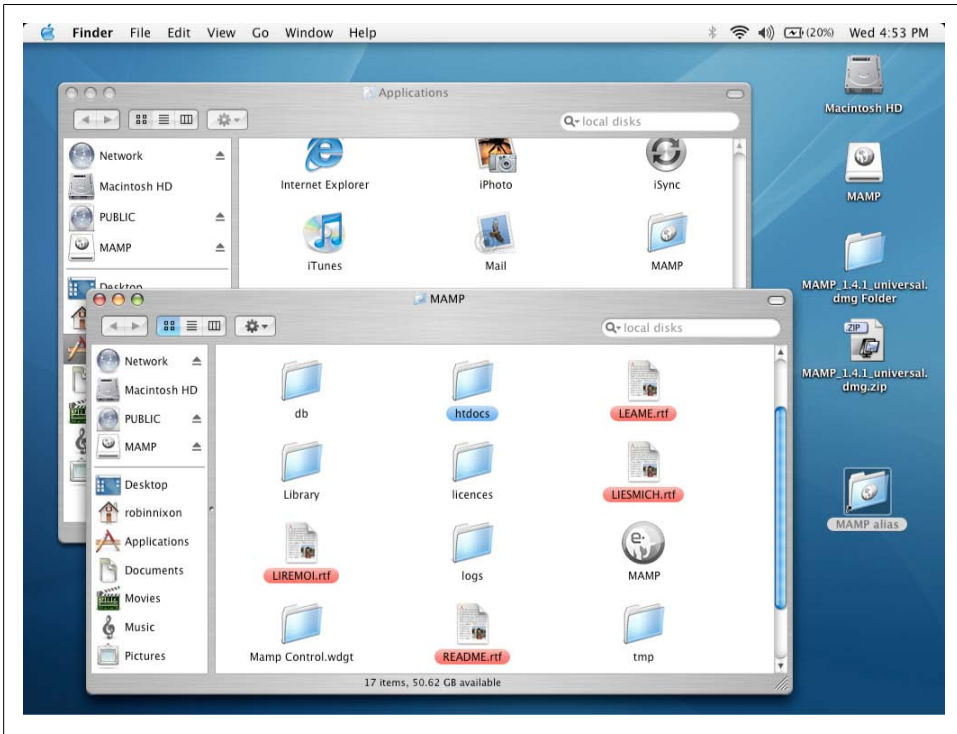 Finder File Edit View Go Window Help (20%) Wed 4:53 PM
Applications
local disks
Network
Macintosh HD
PUBLIC
MAMP
Desktop
Internet Explorer iPhoto iSync
iTunes Mail MAMP
MAMP
local disks
Network
Macintosh HD
PUBLIC
MAMP
Desktop
robinnixon
Applications
Documents
Movies
Music
Pictures
db htdocs LEAME.rtf
Library licences LIESMICH.rtf
LIREMOI.rtf logs MAMP
Mamp Control.wdgt README.rtf tmp
17 items, 50.62 GB available
Macintosh HD
MAMP
MAMP_1.4.1_universal.
dmg Folder
ZIP
MAMP_1.4.1_universal.
dmg.zip
MAMP alias